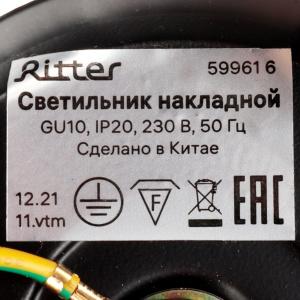 Ritter 59961 6
Светильник накладной
GU10, IP20, 230 В, 50 Гц
Сделано в Китае
12.21
11.vtm
F
EAC